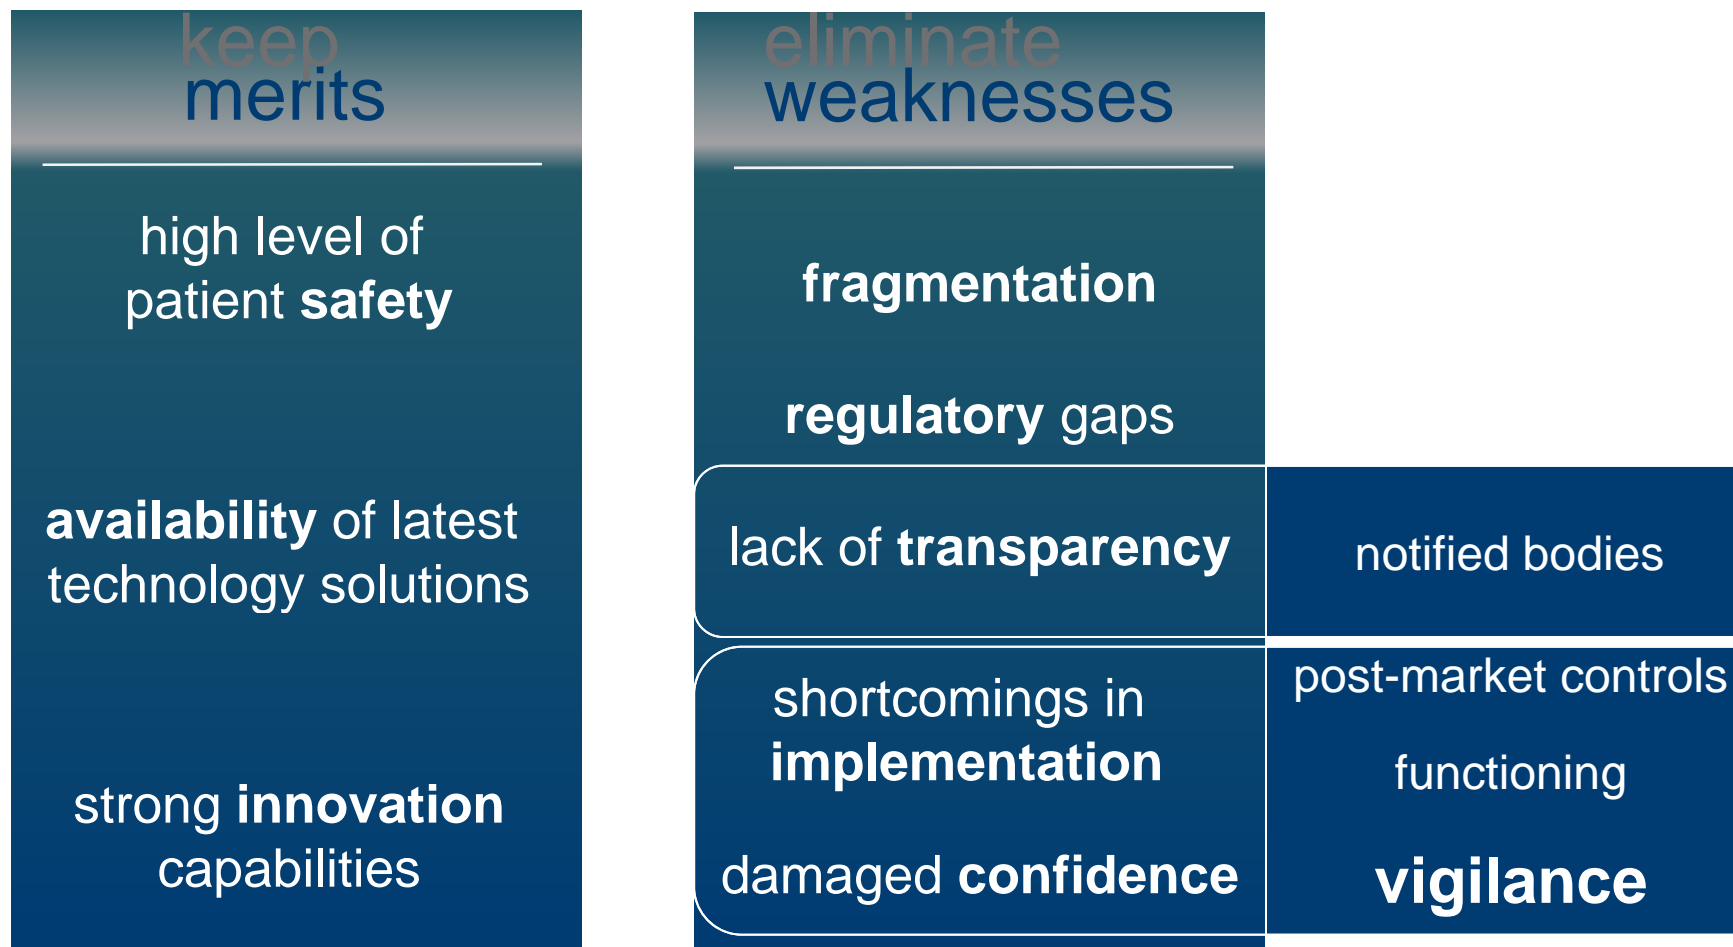 keep
merits
high level of
patient safety
availability of latest
technology solutions
strong innovation
capabilities
eliminate
weaknesses
fragmentation
regulatory gaps
lack of transparency
notified bodies
shortcomings in
implementation
damaged confidence
post-market controls
functioning
vigilance